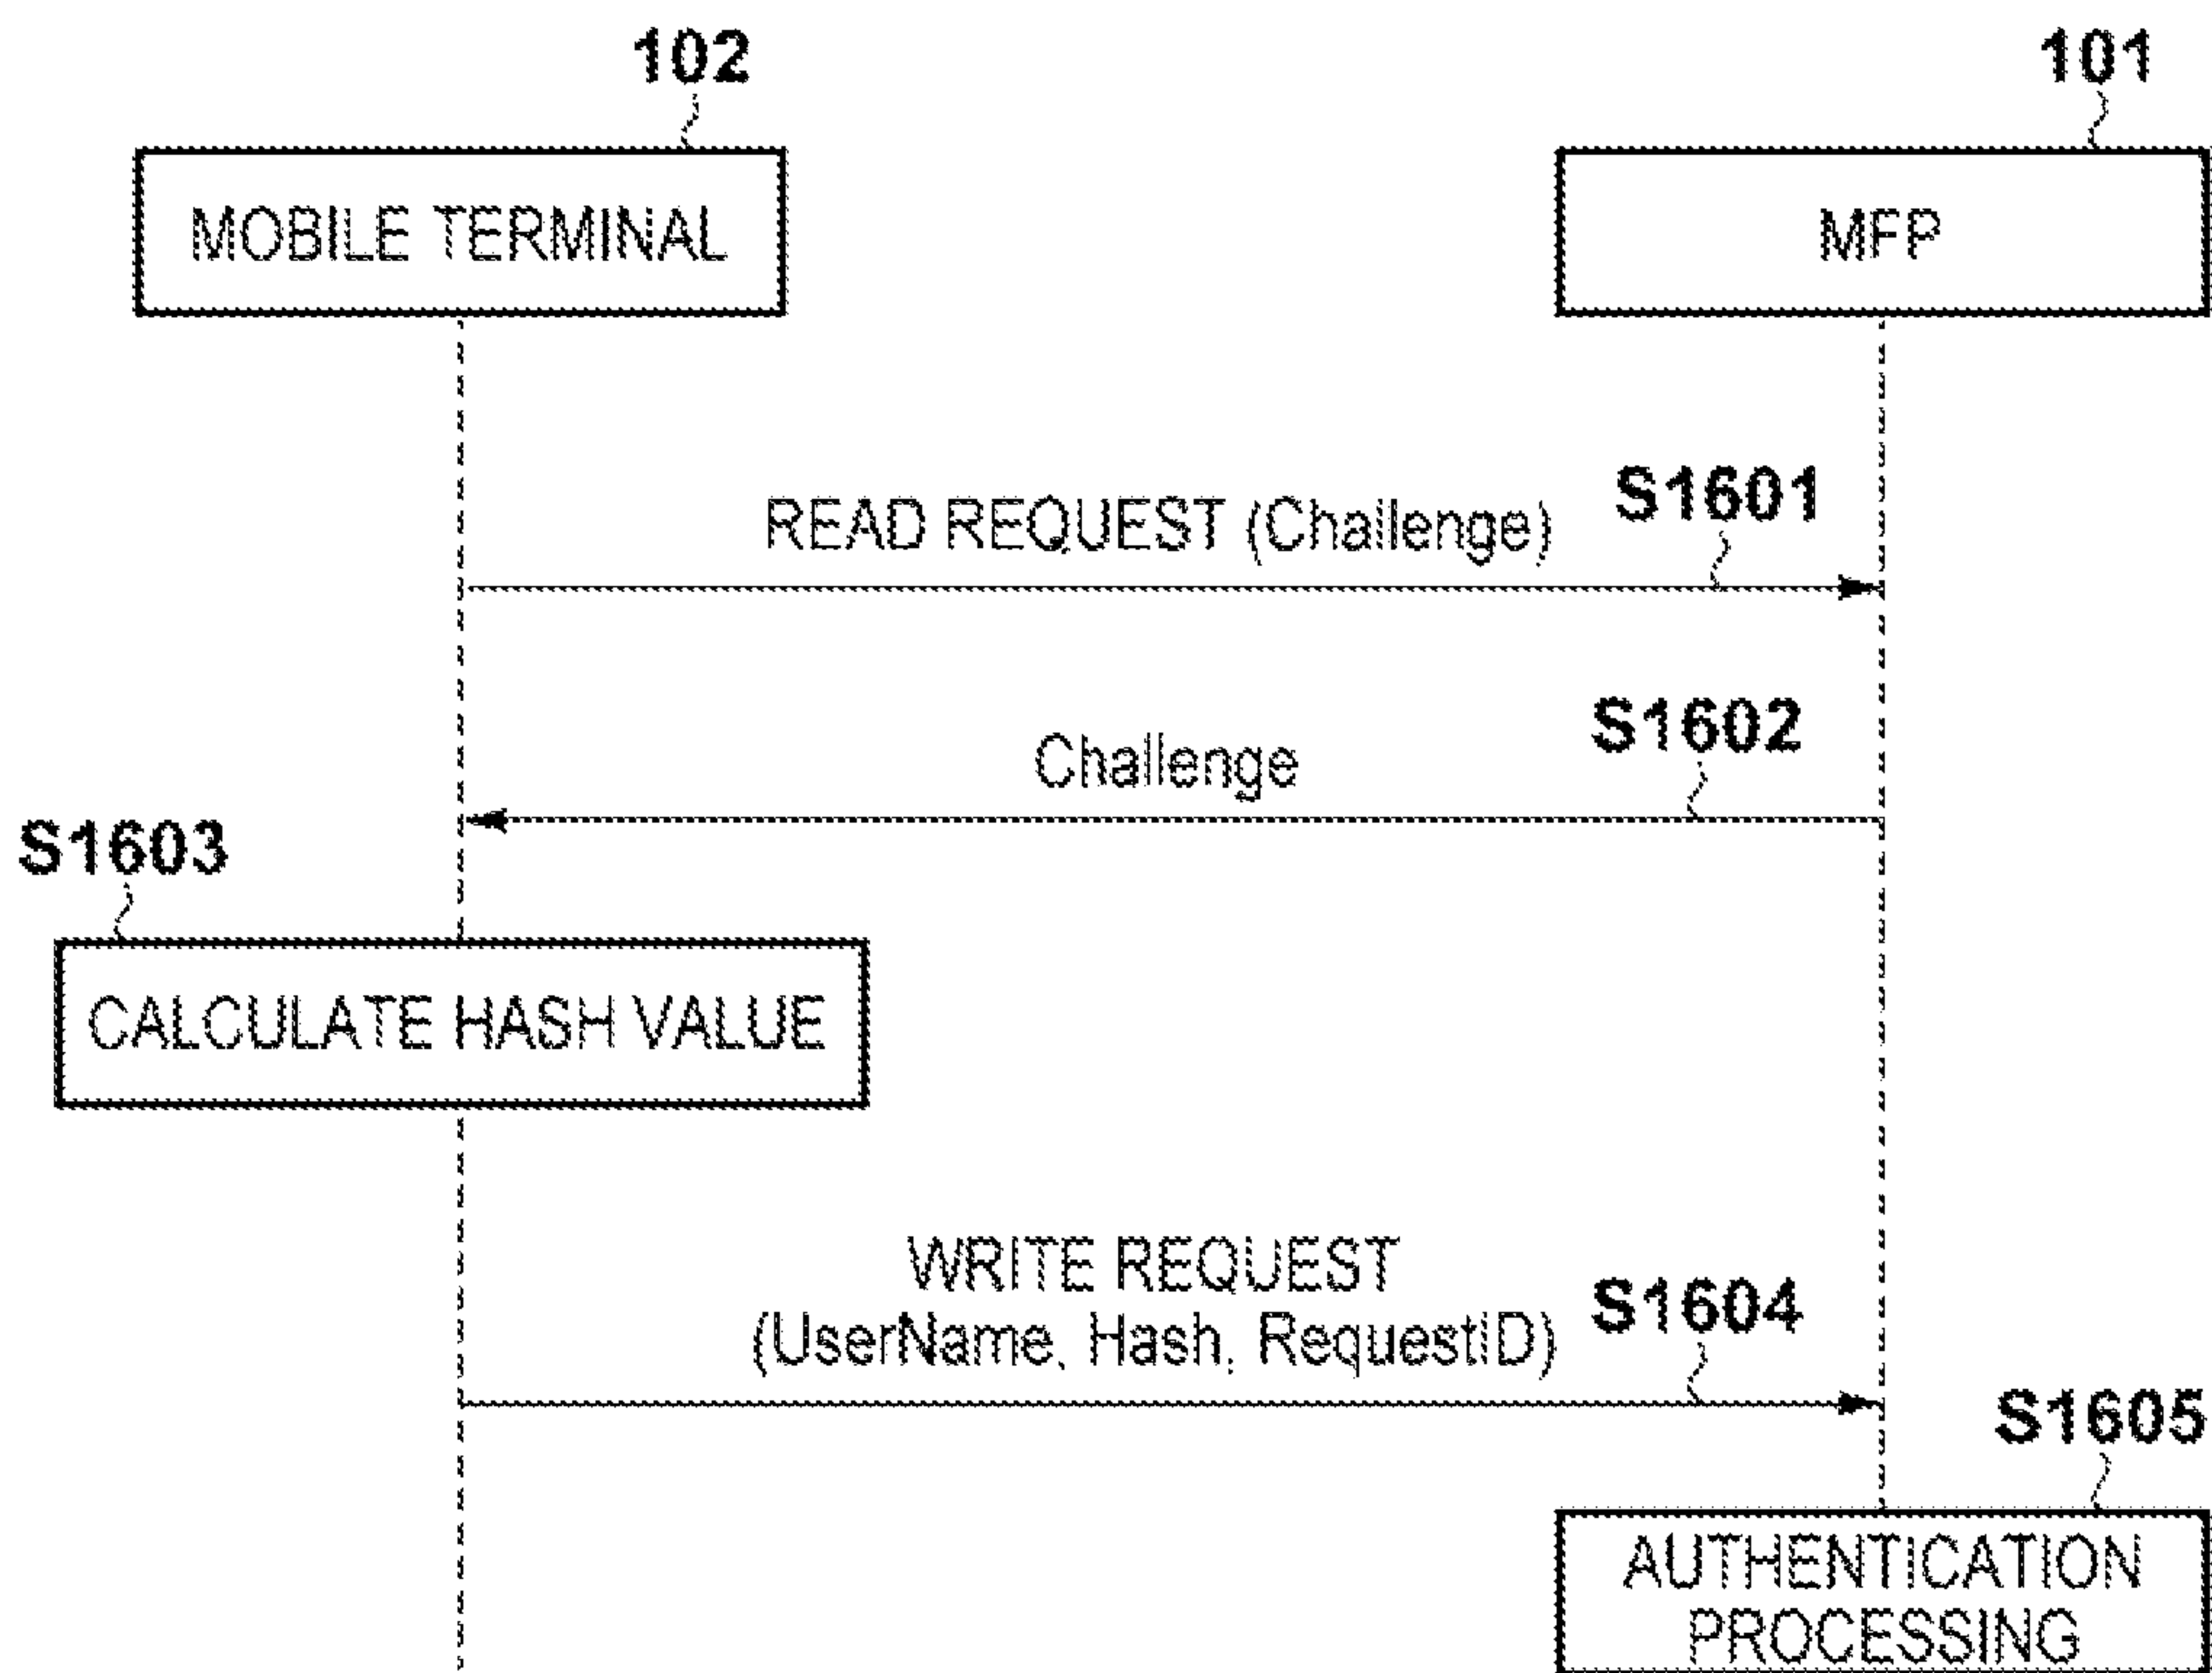 102
101
MOBILE TERMINAL
MFP
READ REQUEST (Challenge)
S1601
Challenge
S1602
S1603
CALCULATE HASH VALUE
WRITE REQUEST
(UserName, Hash, RequestID)
S1604
S1605
AUTHENTICATION
PROCESSING